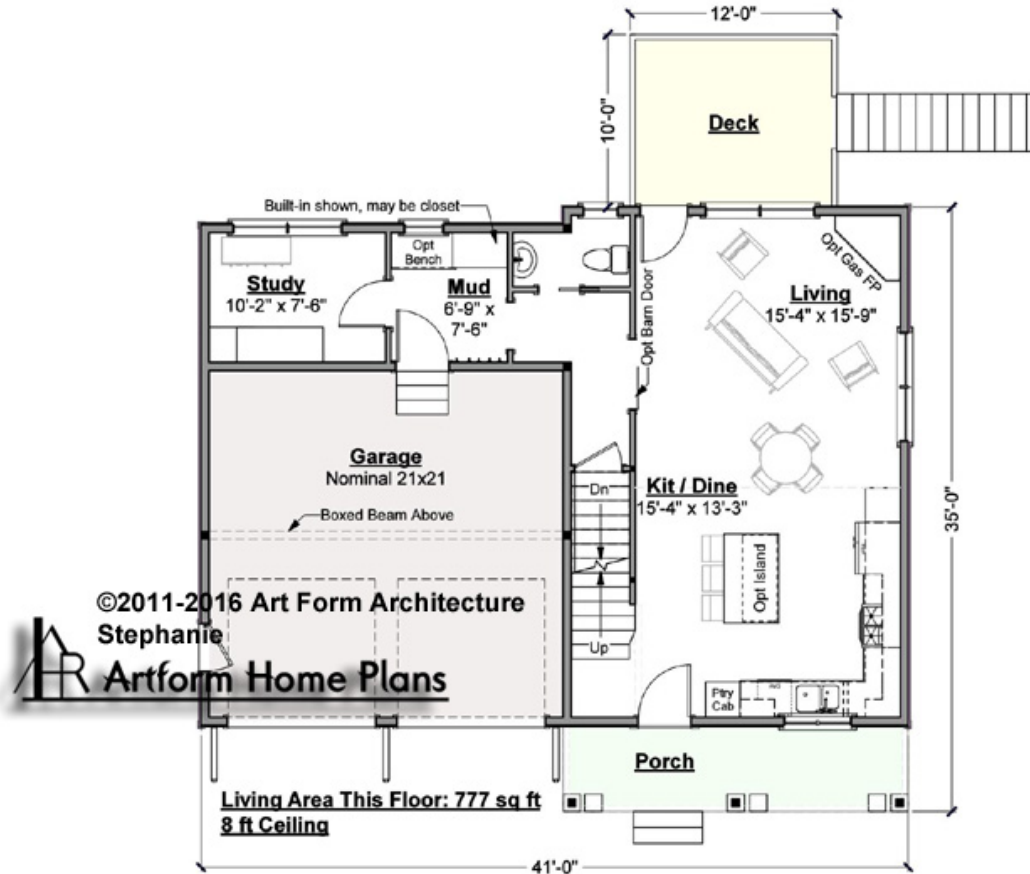 12'-0"
10'-0"
Deck
Built-in shown, may be closet
Opt
Bench
Study
10'-2" x 7'-6"
Mud
6'-9" x
7'-6"
Opt Barn Door
Opt Gas FP
Living
15'-4" x 15'-9"
Garage
Nominal 21x21
Boxed Beam Above
Dn
Kit / Dine
15'-4" x 13'-3"
35'-0"
Opt Island
Up
©2011-2016 Art Form Architecture
Stephanie
Artform Home Plans
Ptry
Cab
Porch
Living Area This Floor: 777 sq ft
8 ft Ceiling
41'-0"